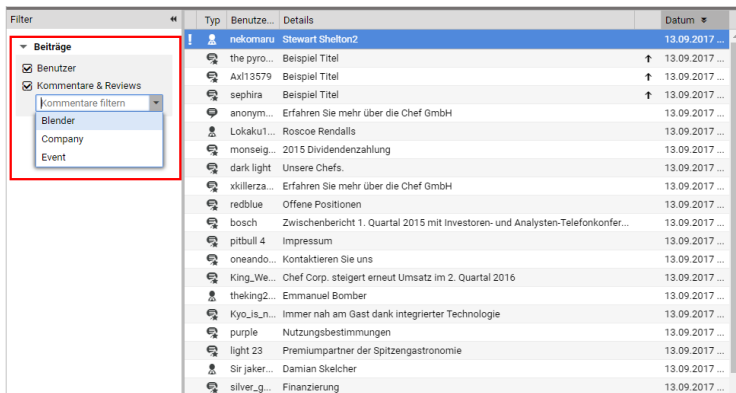 Filter
Beiträge
Benutzer
Kommentare & Reviews
Kommentare filtern
Blender
Company
Event
Typ Benutze... Details Datum
nekomaru Stewart Shelton2 13.09.2017 ...
the pyro... Beispiel Titel 13.09.2017 ...
Axl13579 Beispiel Titel 13.09.2017 ...
sephira Beispiel Titel 13.09.2017 ...
anonym... Erfahren Sie mehr über die Chef GmbH 13.09.2017 ...
Lokaku1... Roscoe Rendalls 13.09.2017 ...
monseig... 2015 Dividendenzahlung 13.09.2017 ...
dark light Unsere Chefs. 13.09.2017 ...
xkillerza... Erfahren Sie mehr über die Chef GmbH 13.09.2017 ...
redblue Offene Positionen 13.09.2017 ...
bosch Zwischenbericht 1. Quartal 2015 mit Investoren- und Analysten-Telefonkonfer... 13.09.2017 ...
pitbull 4 Impressum 13.09.2017 ...
oneando... Kontaktieren Sie uns 13.09.2017 ...
King_We... Chef Corp. steigert erneut Umsatz im 2. Quartal 2016 13.09.2017 ...
theking2... Emmanuel Bomber 13.09.2017 ...
Kyo_is_n... Immer nah am Gast dank integrierter Technologie 13.09.2017 ...
purple Nutzungsbestimmungen 13.09.2017 ...
light 23 Premiumpartner der Spitzengastronomie 13.09.2017 ...
Sir jaker... Damian Skelcher 13.09.2017 ...
silver_g... Finanzierung 13.09.2017 ...